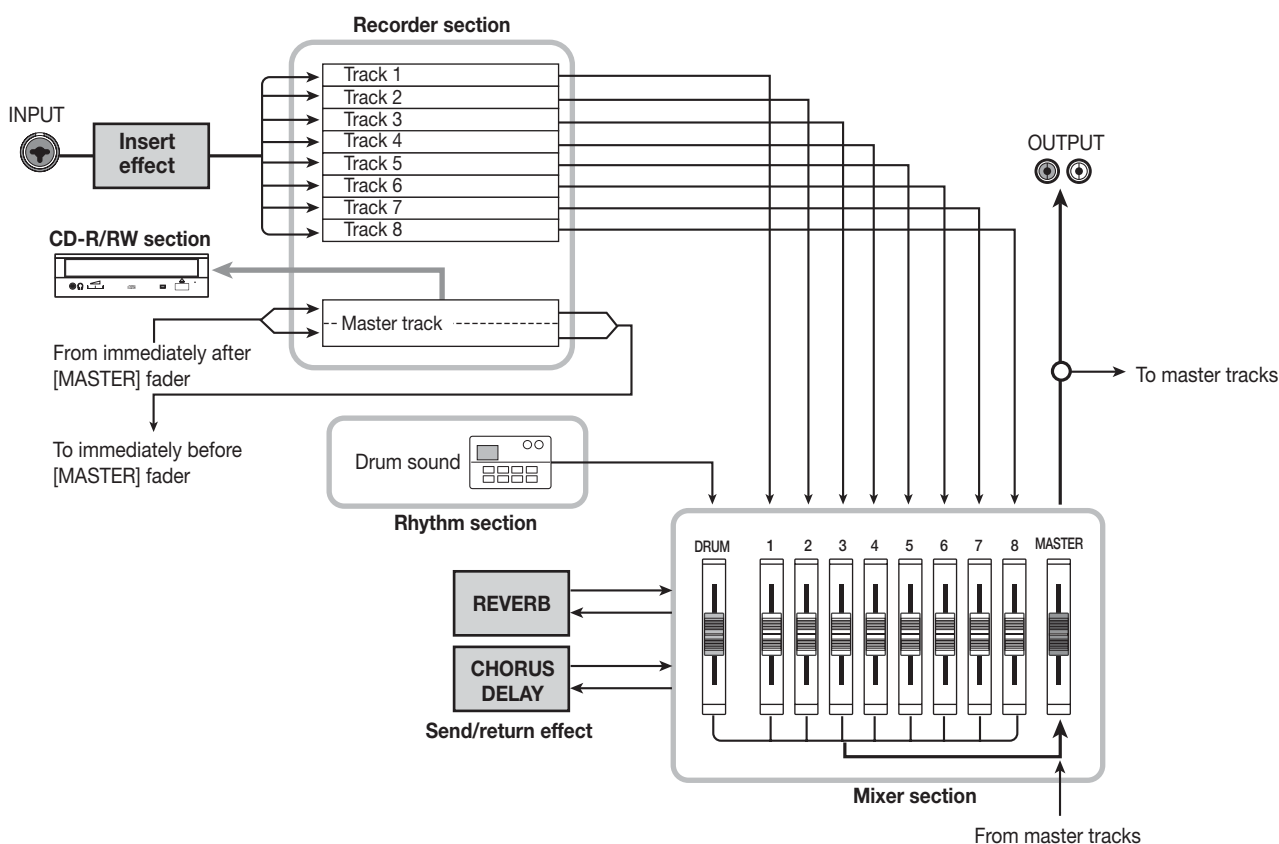 Recorder section
Track 1
Track 2
Track 3
Track 4
Track 5
Track 6
Track 7
Track 8
INPUT
Insert
effect
OUTPUT
CD-R/RW section
Master track
From immediately after
[MASTER] fader
To master tracks
To immediately before
[MASTER] fader
Drum sound
Rhythm section
DRUM 1 2 3 4 5 6 7 8 MASTER
REVERB
CHORUS
DELAY
Send/return effect
Mixer section
From master tracks